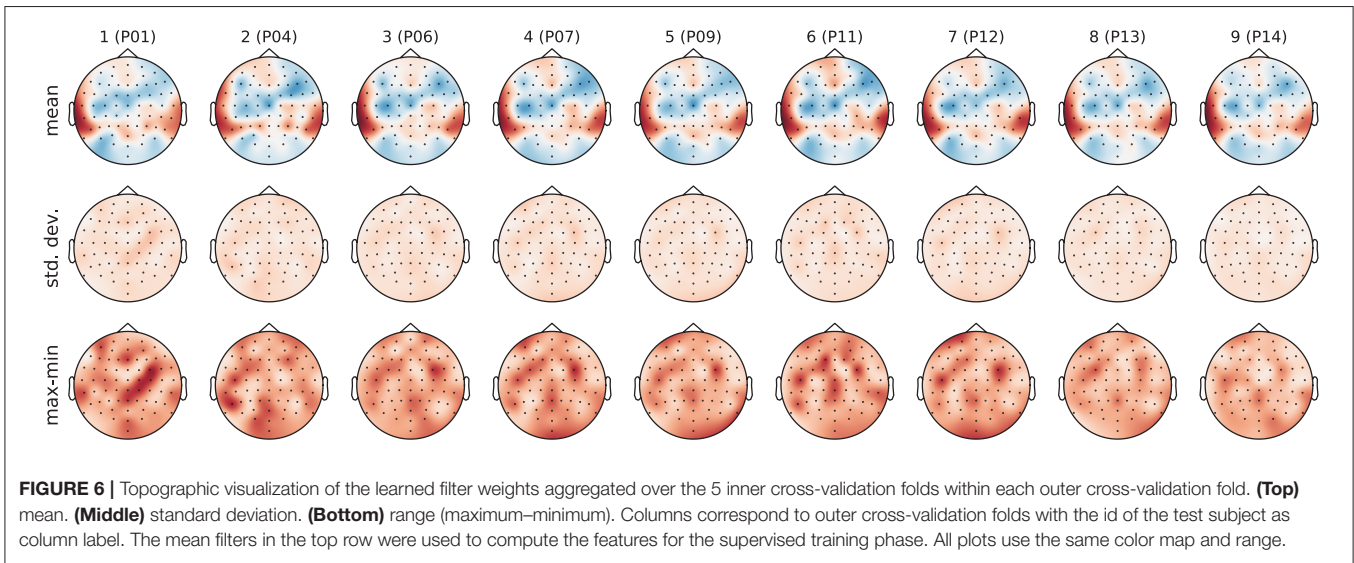 1 (P01) 2 (P04) 3 (P06) 4 (P07) 5 (P09) 6 (P11) 7 (P12) 8 (P13) 9 (P14)
mean
std. dev.
max-min
FIGURE 6 | Topographic visualization of the learned filter weights aggregated over the 5 inner cross-validation folds within each outer cross-validation fold. (Top)
mean. (Middle) standard deviation. (Bottom) range (maximum–minimum). Columns correspond to outer cross-validation folds with the id of the test subject as
column label. The mean filters in the top row were used to compute the features for the supervised training phase. All plots use the same color map and range.